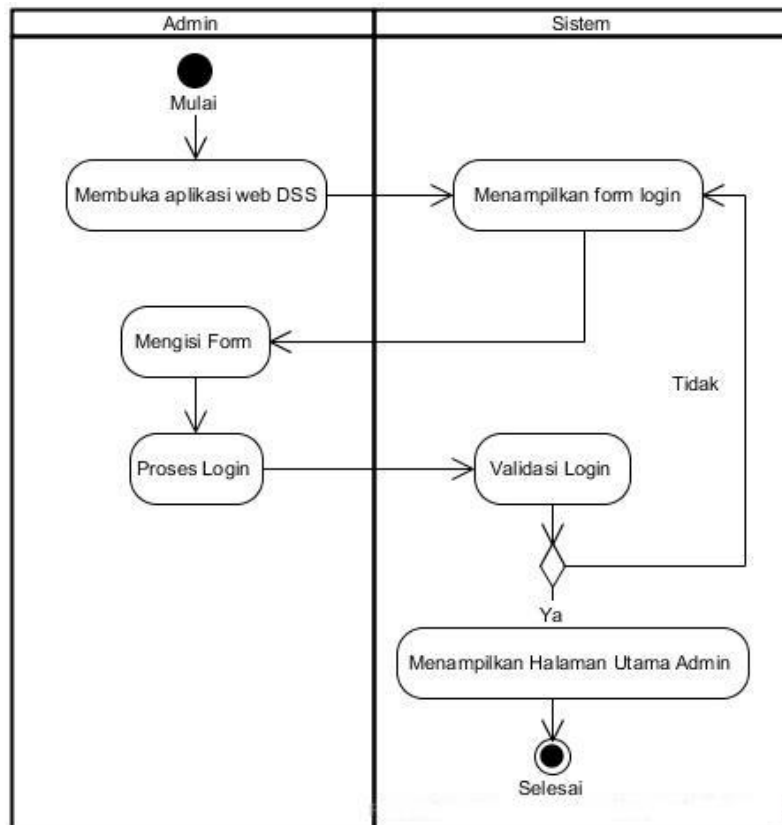 Admin
Sistem
Mulai
Membuka aplikasi web DSS
Menampilkan form login
Mengisi Form
Tidak
Proses Login
Validasi Login
Ya
Menampilkan Halaman Utama Admin
Selesai